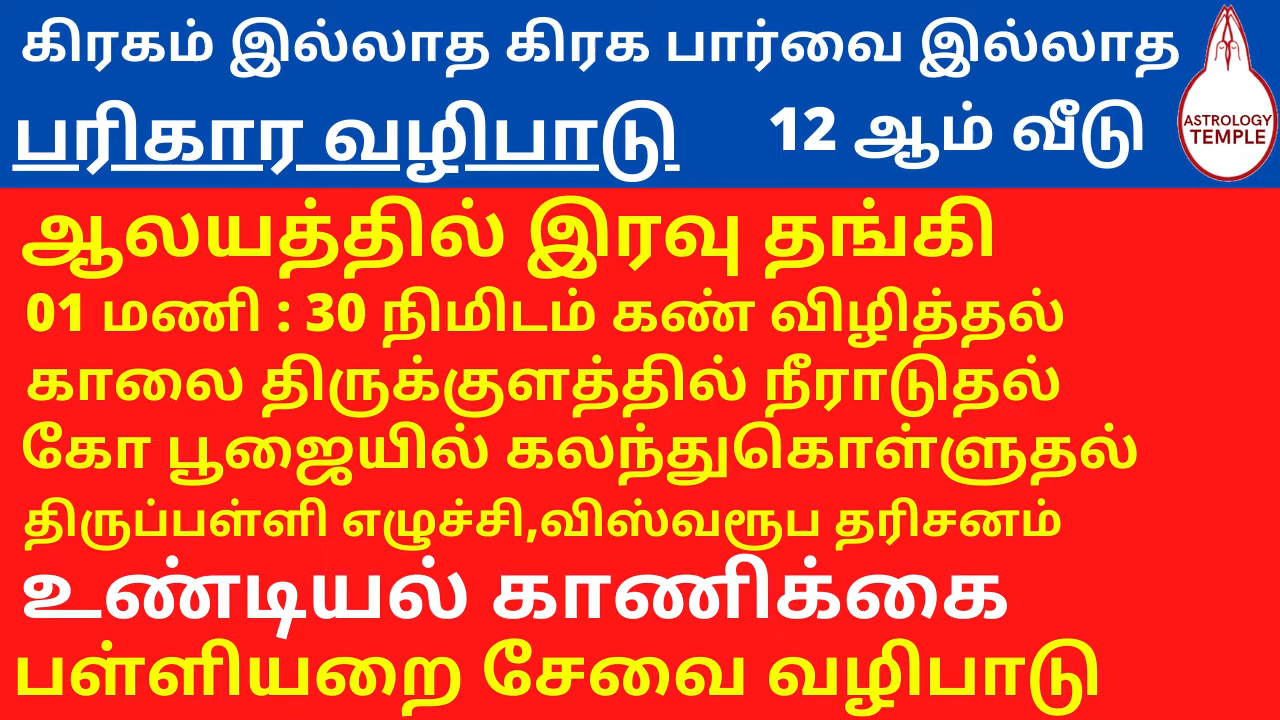 கிரகம் இல்லாத கிரக பார்வை இல்லாத
பரிகார வழிபாடு 12 ஆம் வீடு
ASTROLOGY
TEMPLE
ஆலயத்தில் இரவு தங்கி
01 மணி : 30 நிமிடம் கண் விழித்தல்
காலை திருக்குளத்தில் நீராடுதல்
கோ பூஜையில் கலந்துகொள்ளுதல்
திருப்பள்ளி எழுச்சி,விஸ்வரூப தரிசனம்
உண்டியல் காணிக்கை
பள்ளியறை சேவை வழிபாடு